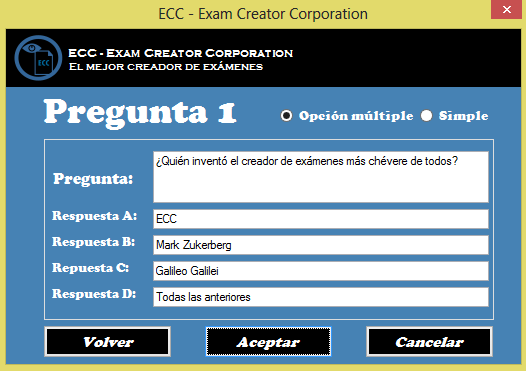 ECC - Exam Creator Corporation
ECC - EXAM CREATOR CORPORATION
EL MEJOR CREADOR DE EXÁMENES
ECC
Pregunta 1
Opción múltiple Simple
Pregunta: ¿Quién inventó el creador de exámenes más chévere de todos?
Respuesta A: ECC
Respuesta B: Mark Zukerberg
Repuesta C: Galileo Galilei
Respuesta D: Todas las anteriores
Volver Aceptar Cancelar